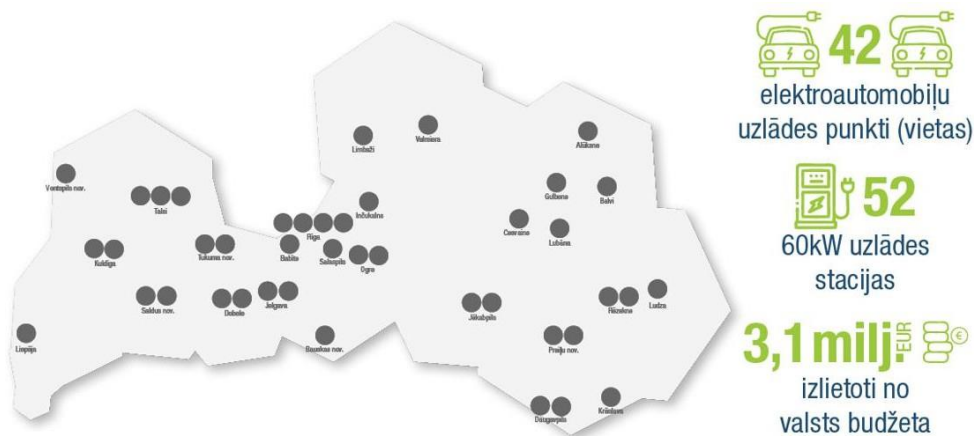 42
elektroautomobiļu
uzlādes punkti (vietas)
52
60kW uzlādes
stacijas
3,1 milj. EUR
izlietoti no
valsts budžeta
Valmiera
Limbaži
Alūksne
Ventspils nov.
Talsi
Gulbene
Balvi
Inčukalns
Cesvaine
Lubāna
Rīga
Kuldīga
Tukuma nov.
Babīte
Salaspils
Ogre
Saldus nov.
Dobele
Jelgava
Jēkabpils
Rēzekne
Ludza
Liepāja
Bauskas nov.
Preiļu nov.
Daugavpils
Krāslava